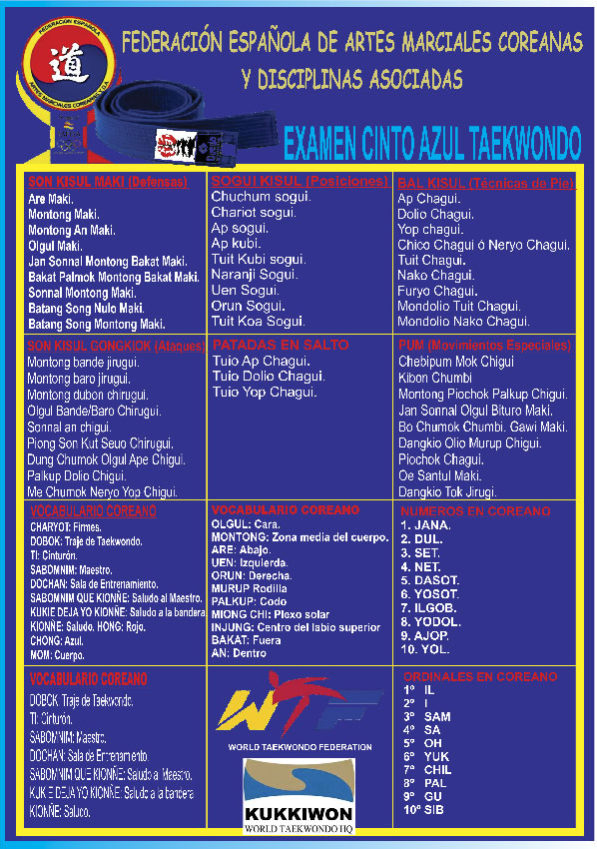 FEDERACIÓN ESPAÑOLA
道
ARTES MARCIALES COREANAS Y D.A.
FEDERACIÓN ESPAÑOLA DE ARTES MARCIALES COREANAS
Y DISCIPLINAS ASOCIADAS
EXAMEN CINTO AZUL TAEKWONDO
SON KISUL MAKI (Defensas)
Are Maki.
Montong Maki.
Montong An Maki.
Olgul Maki.
Jan Sonnal Montong Bakat Maki.
Bakat Palmok Montong Bakat Maki.
Sonnal Montong Maki.
Batang Song Nulo Maki.
Batang Song Montong Maki.
SOGUI KISUL (Posiciones)
Chuchum sogui.
Chariot sogui.
Ap sogui.
Ap kubi.
Tuit Kubi sogui.
Naranji Sogui.
Uen Sogui.
Orun Sogui.
Tuit Koa Sogui.
BAL KISUL (Técnicas de Pie)
Ap Chagui.
Dolio Chagui.
Yop chagui.
Chico Chagui ó Neryo Chagui.
Tuit Chagui.
Nako Chagui.
Furyo Chagui.
Mondolio Tuit Chagui.
Mondolio Nako Chagui.
SON KISUL CONGKIOK (Ataques)
Montong bande jirugui.
Montong baro jirugui.
Montong dubon chirugui.
Olgul Bande/Baro Chirugui.
Sonnal an chigui.
Piong Son Kut Seuo Chirugui.
Dung Chumok Olgul Ape Chigui.
Palkup Dolio Chigui.
Me Chumok Neryo Yop Chigui.
PATADAS EN SALTO
Tuio Ap Chagui.
Tuio Dolio Chagui.
Tuio Yop Chagui.
PUM (Movimientos Especiales)
Chebipum Mok Chigui
Kibon Chumbi
Montong Piochok Palkup Chigui.
Jan Sonnal Olgul Bituro Maki.
Bo Chumok Chumbi. Gawi Maki.
Dangkio Olio Murup Chigui.
Piochok Chagui.
Oe Santul Maki.
Dangkio Tok Jirugi.
VOCABULARIO COREANO
CHARYOT: Firmes.
DOBOK: Traje de Taekwondo.
TI: Cinturón.
SABOMNIM: Maestro.
DOCHAN: Sala de Entrenamiento.
SABOMNIM QUE KIONÑE: Saludo al Maestro.
KUKIE DEJA YO KIONÑE: Saludo a la bandera
KIONÑE: Saludo. HONG: Rojo.
CHONG: Azul.
MOM: Cuerpo.
VOCABULARIO COREANO
OLGUL: Cara.
MONTONG: Zona media del cuerpo.
ARE: Abajo.
UEN: Izquierda.
ORUN: Derecha.
MURUP Rodilla
PALKUP: Codo
MIONG CHI: Plexo solar
INJUNG: Centro del labio superior
BAKAT: Fuera
AN: Dentro
NUMEROS EN COREANO
1. JANA.
2. DUL.
3. SET.
4. NET.
5. DASOT.
6. YOSOT.
7. ILGOB.
8. YODOL.
9. AJOP.
10. YOL.
VOCABULARIO COREANO
DOBOK: Traje de Taekwondo.
TI: Cinturón.
SABOMNIM: Maestro.
DOCHAN: Sala de Entrenamiento.
SABOMNIM QUE KIONÑE: Saludo al Maestro.
KUKIE DEJA YO KIONÑE: Saludo a la bandera
KIONÑE: Saludo.
WTF
WORLD TAEKWONDO FEDERATION
KUKKIWON
WORLD TAEKWONDO HQ
ORDINALES EN COREANO
1º IL
2º I
3º SAM
4º SA
5º OH
6º YUK
7º CHIL
8º PAL
9º GU
10º SIB